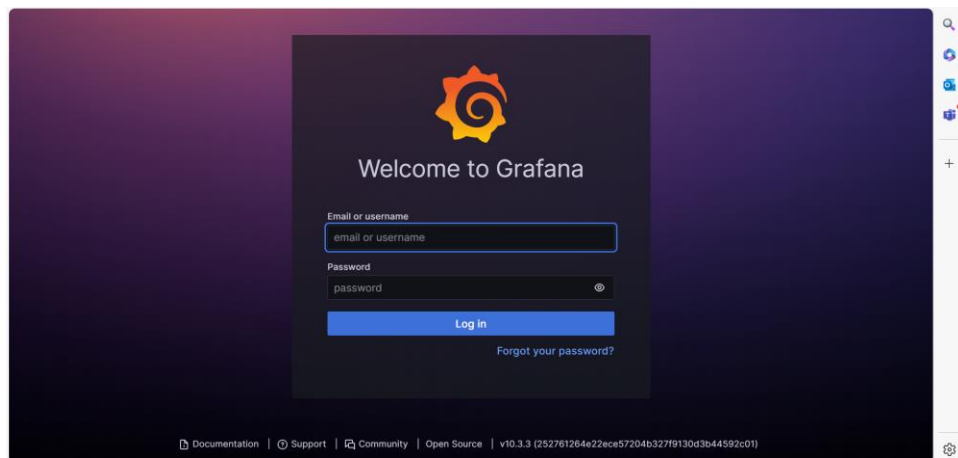 Welcome to Grafana
Email or username
email or username
Password
password
Log in
Forgot your password?
Documentation | Support | Community | Open Source | v10.3.3 (252761264e22ece57204b327f9130d3b44592c01)